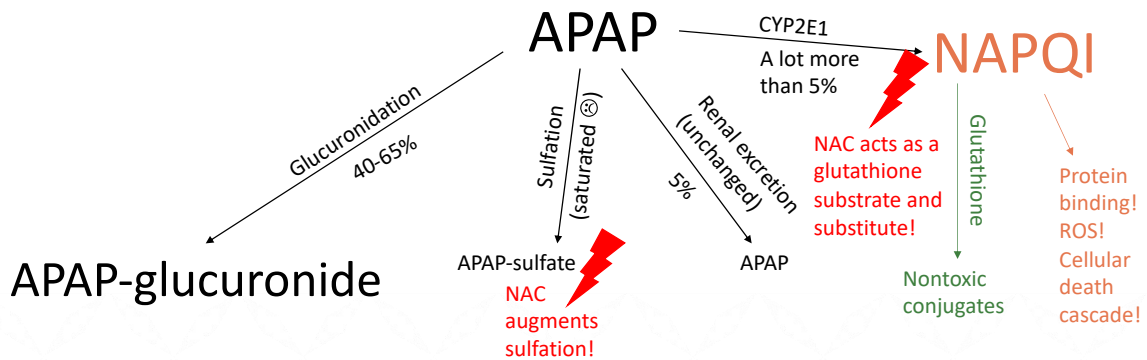 APAP
CYP2E1
A lot more
than 5%
NAPQI
Glucuronidation
40-65%
Sulfation
(saturated ☹)
Renal excretion
(unchanged)
5%
NAC acts as a
glutathione
substrate and
substitute!
Glutathione
Protein
binding!
ROS!
Cellular
death
cascade!
APAP-glucuronide
APAP-sulfate
NAC
augments
sulfation!
APAP
Nontoxic
conjugates